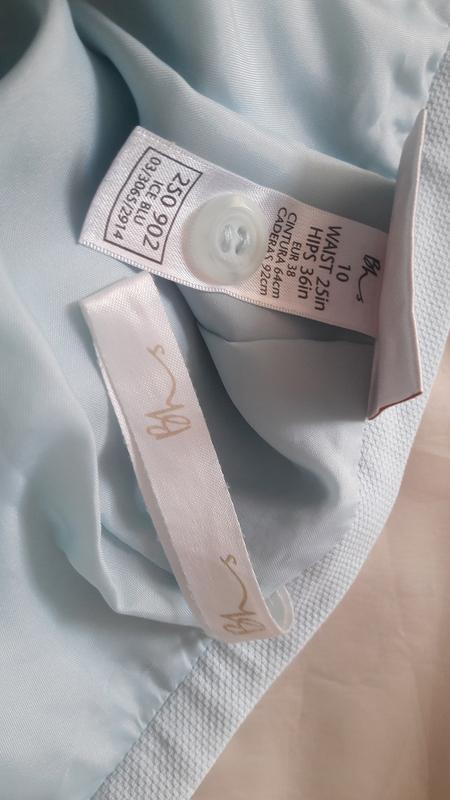 Bhs
10
WAIST 25in
HIPS 36in
EUR 38
CINTURA 64cm
CADERAS 92cm
250 902
ICE BLU
03/3065/2914
Bhs
Bhs